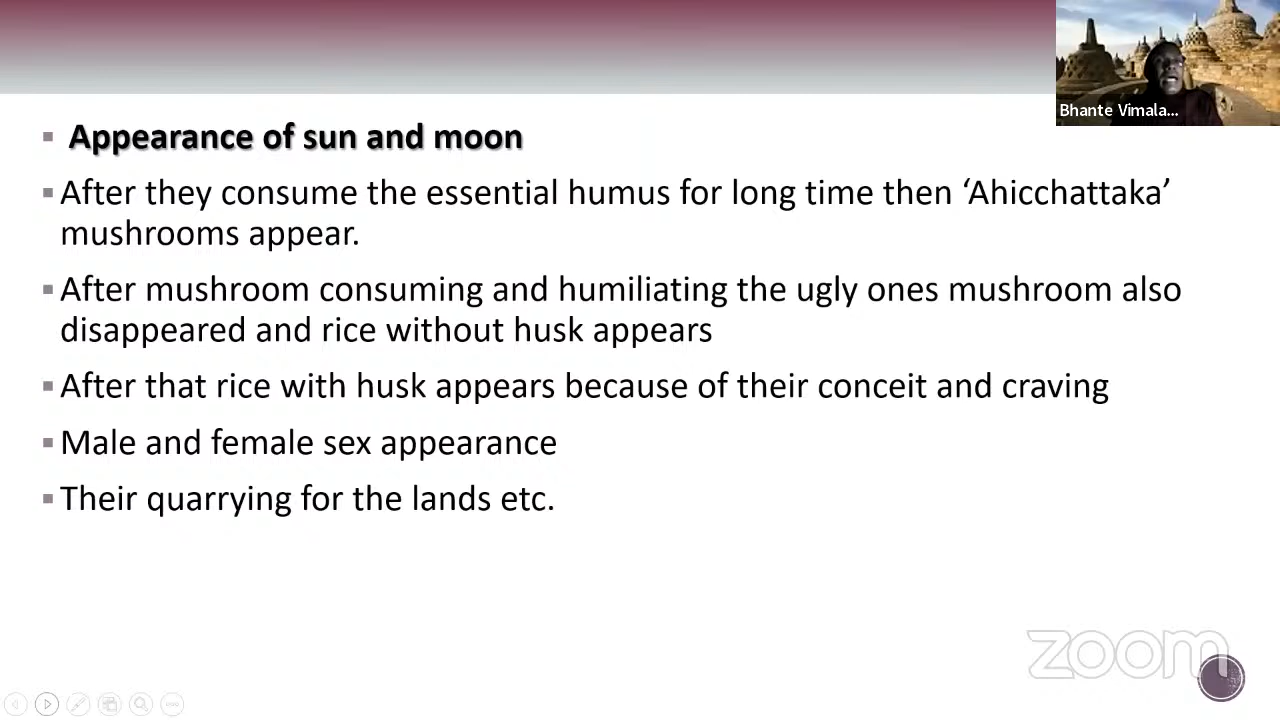 Bhante Vimala...
Appearance of sun and moon
After they consume the essential humus for long time then ‘Ahicchattaka’
mushrooms appear.
After mushroom consuming and humiliating the ugly ones mushroom also
disappeared and rice without husk appears
After that rice with husk appears because of their conceit and craving
Male and female sex appearance
Their quarrying for the lands etc.
zoom